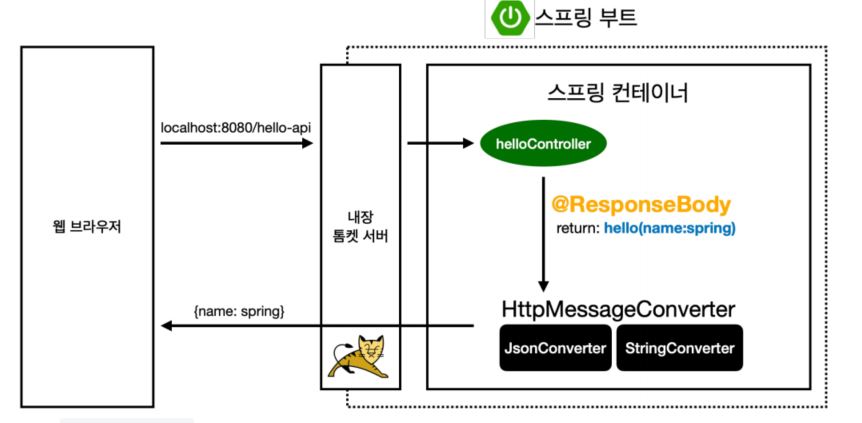 스프링 부트
스프링 컨테이너
localhost:8080/hello-api
helloController
@ResponseBody
return: hello(name:spring)
웹 브라우저
내장
톰켓 서버
{name: spring}
HttpMessageConverter
JsonConverter
StringConverter